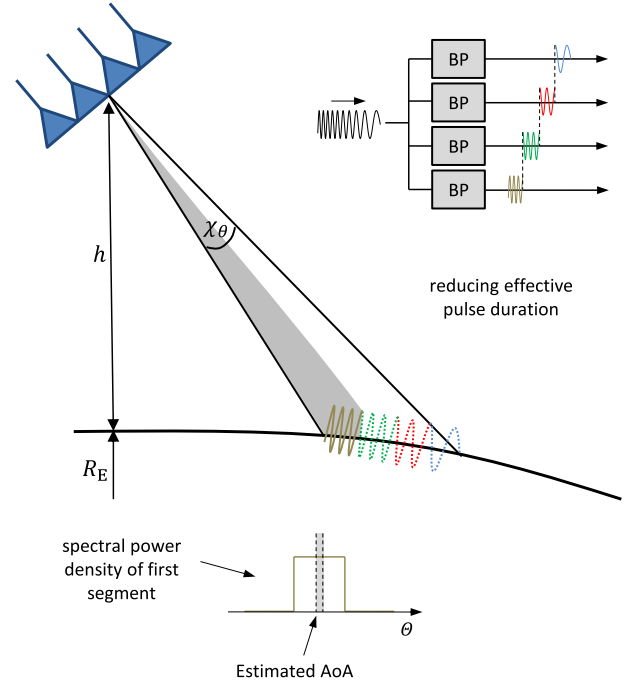 BP
BP
BP
BP
χθ
h
reducing effective
pulse duration
RE
spectral power
density of first
segment
Θ
Estimated AoA